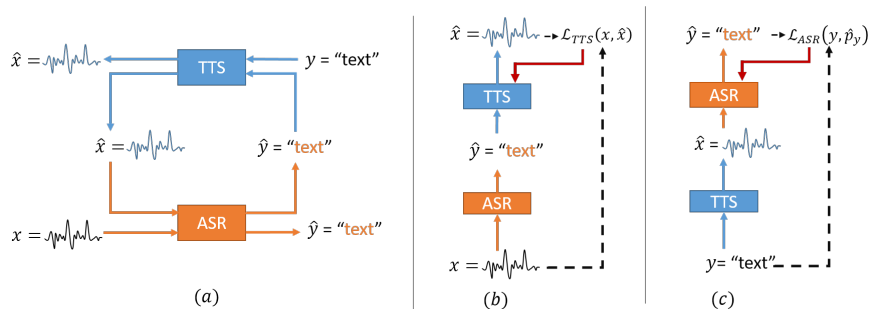 x̂ =
TTS
y = “text”
x̂ =
ŷ = “text”
x =
ASR
ŷ = “text”
(a)
x̂ = → ℒ_TTS(x, x̂)
TTS
ŷ = “text”
ASR
x =
(b)
ŷ = “text” → ℒ_ASR(y, p̂_y)
ASR
x̂ =
TTS
y= “text”
(c)